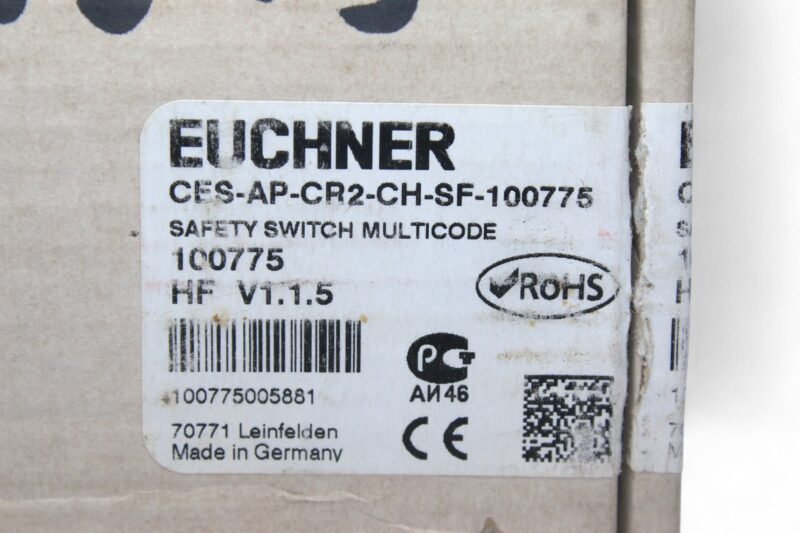 EUCHNER
CES-AP-CR2-CH-SF-100775
SAFETY SWITCH MULTICODE
100775
HF V1.1.5
RoHS
100775005881
АИ46
CE
70771 Leinfelden
Made in Germany